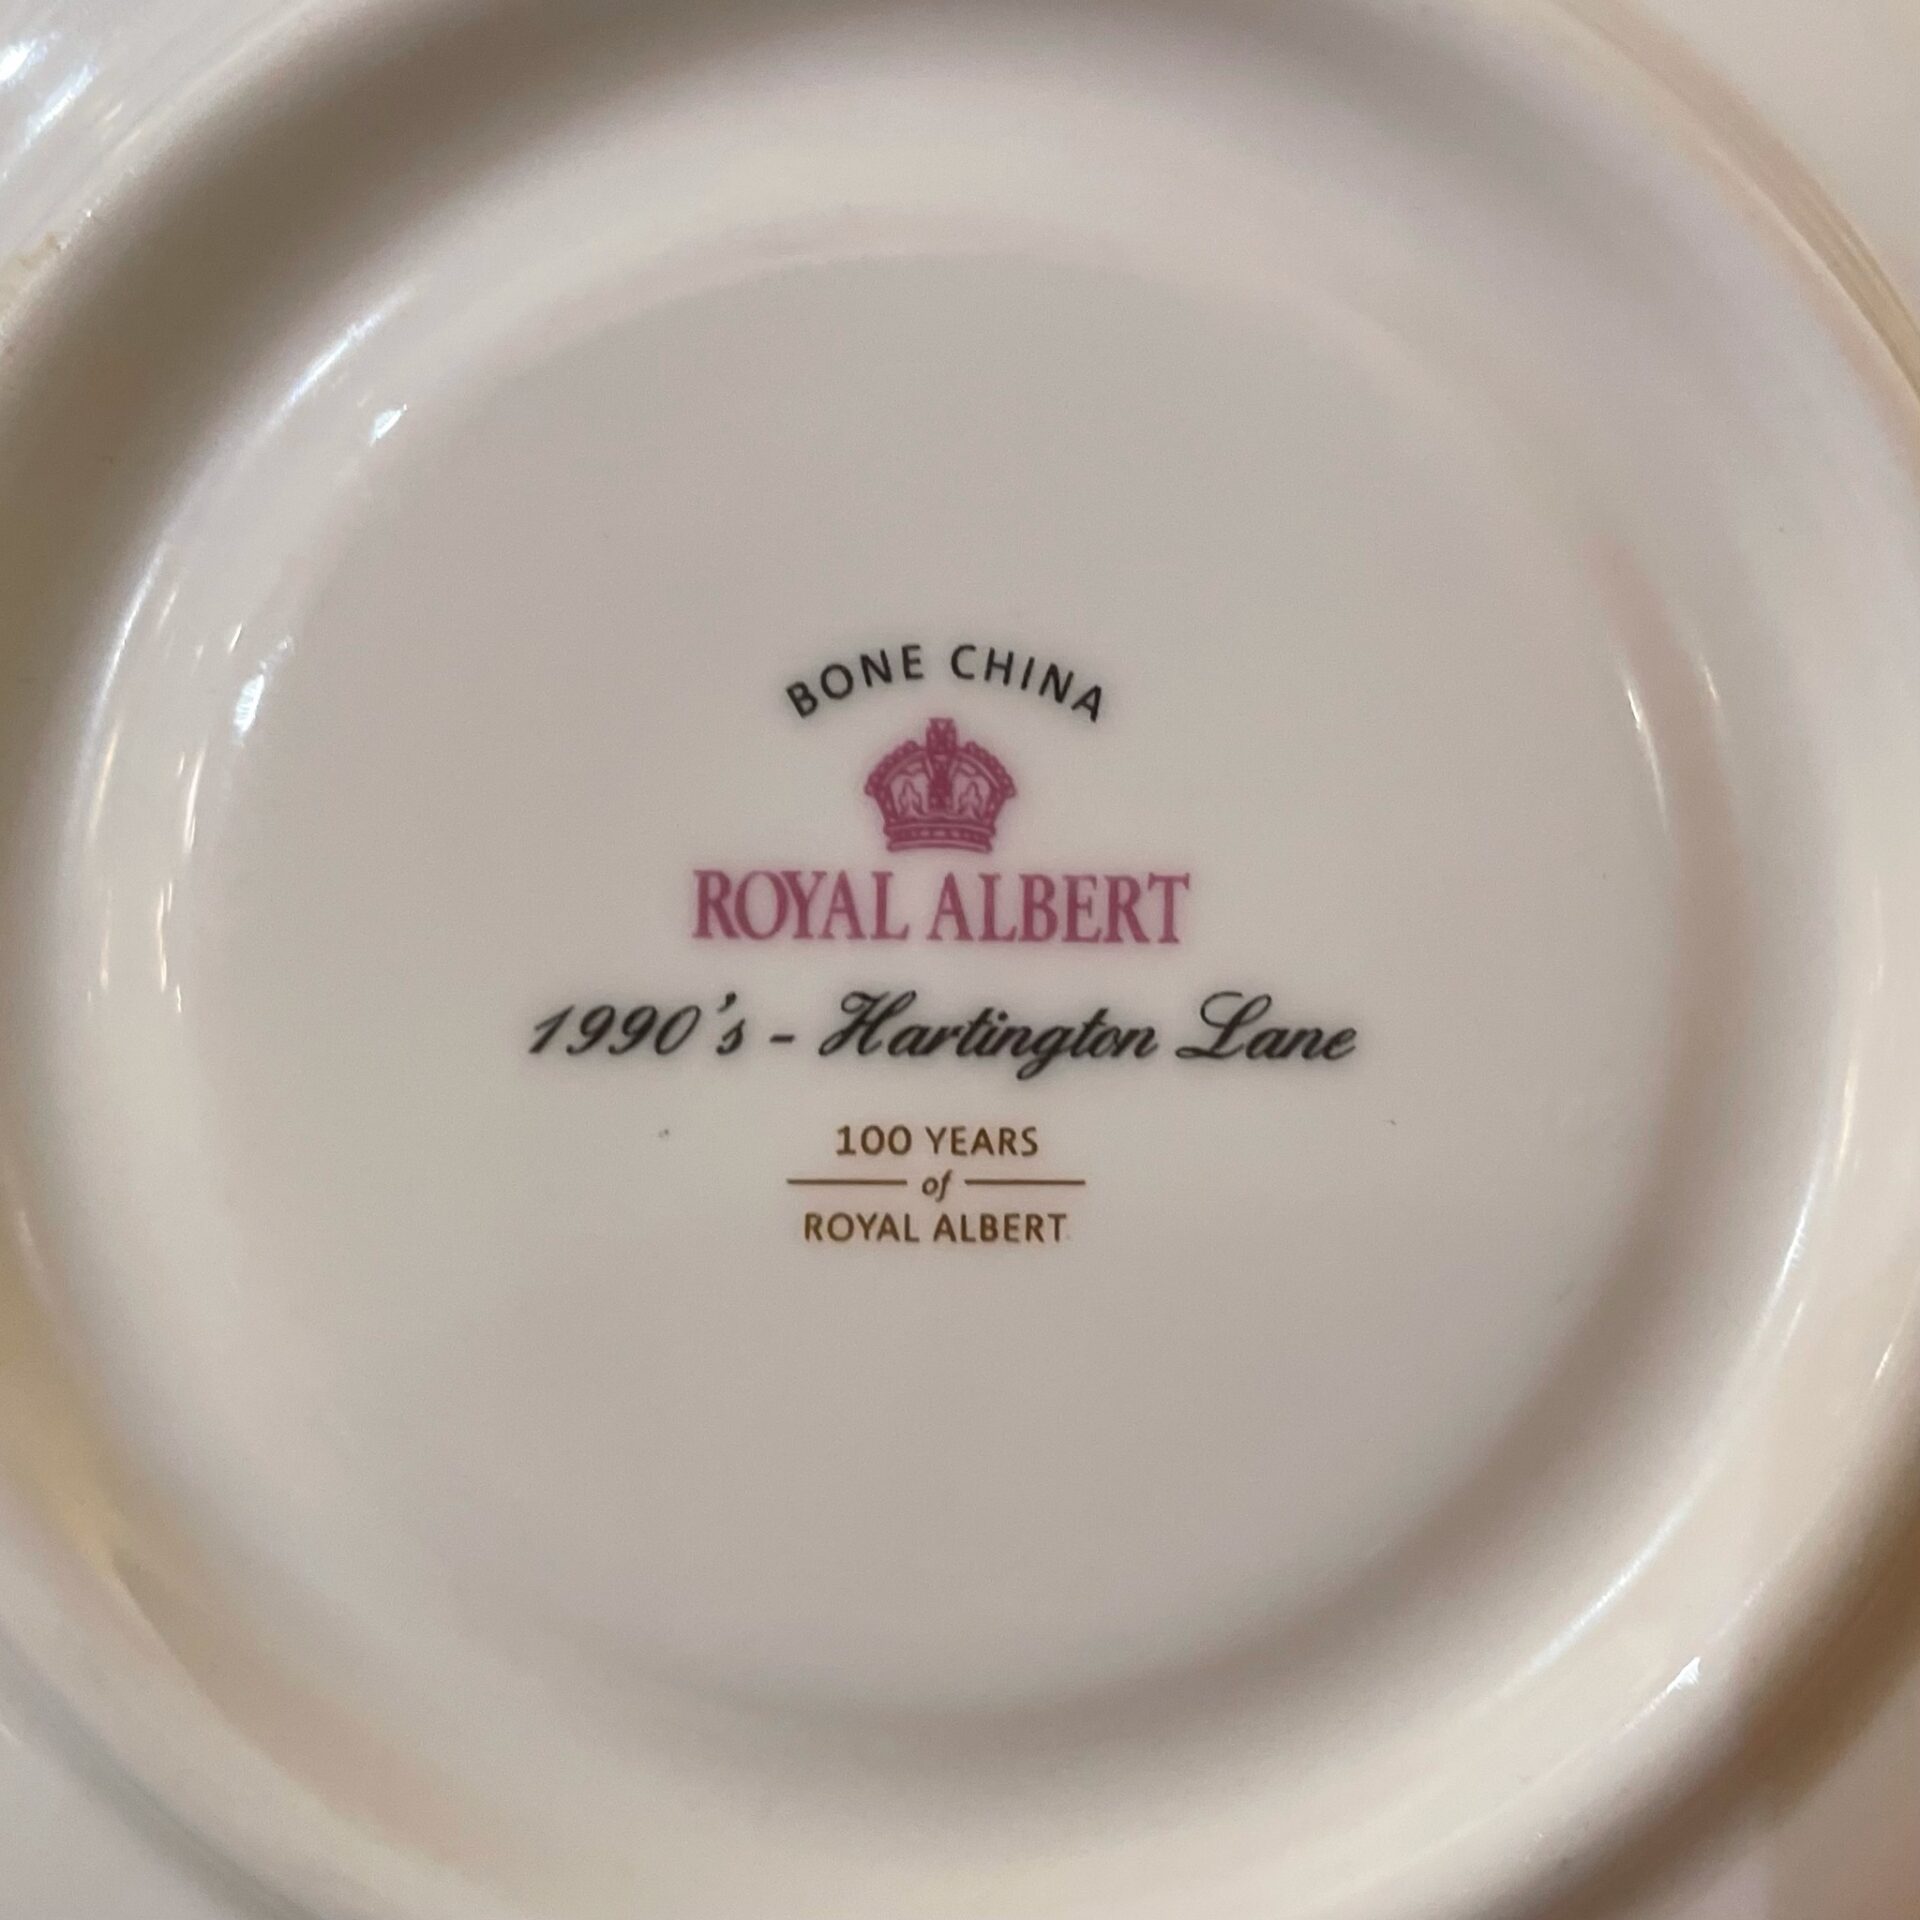 BONE CHINA
ROYAL ALBERT
1990's - Hartington Lane
100 YEARS
of
ROYAL ALBERT